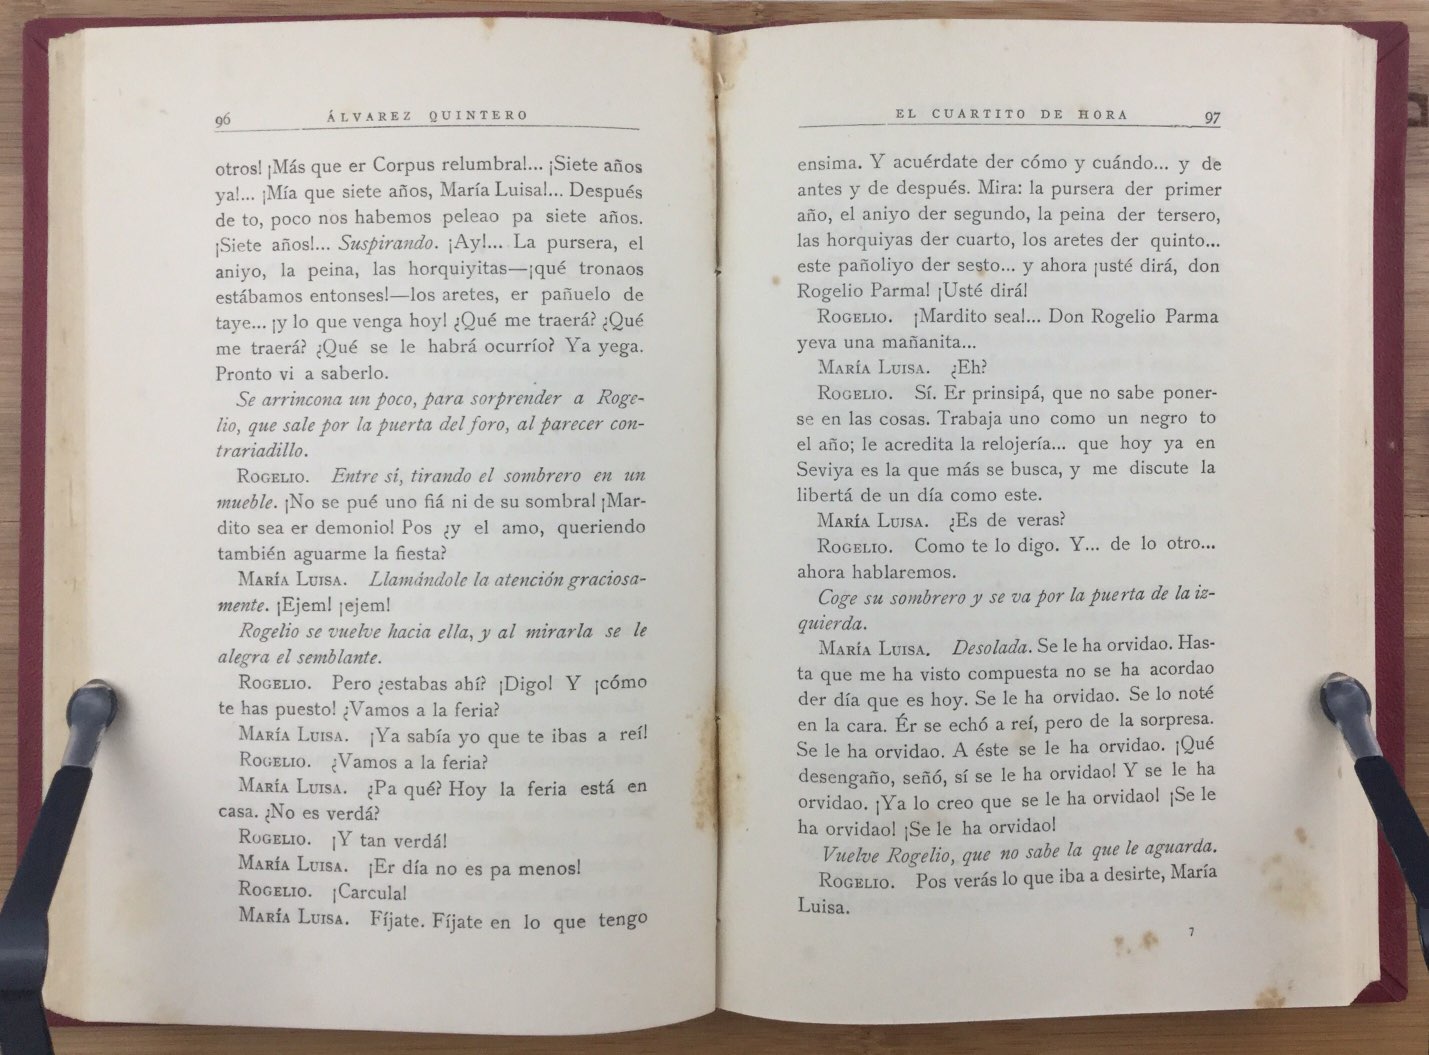 96 ÁLVAREZ QUINTERO
otros! ¡Más que er Corpus relumbra!... ¡Siete años
ya!... ¡Mía que siete años, María Luisa!... Después
de to, poco nos habemos peleao pa siete años.
¡Siete años!... Suspirando. ¡Ay!... La pursera, el
aniyo, la peina, las horquiyitas—¡qué tronaos
estábamos entonses!—los aretes, er pañuelo de
taye... ¡y lo que venga hoy! ¿Qué me traerá? ¿Qué
me traerá? ¿Qué se le habrá ocurrío? Ya yega.
Pronto vi a saberlo.
Se arrincona un poco, para sorprender a Roge-
lio, que sale por la puerta del foro, al parecer con-
trariadillo.
ROGELIO. Entre sí, tirando el sombrero en un
mueble. ¡No se pué uno fiá ni de su sombra! ¡Mar-
dito sea er demonio! Pos ¿y el amo, queriendo
también aguarme la fiesta?
MARÍA LUISA. Llamándole la atención graciosa-
mente. ¡Ejem! ¡ejem!
Rogelio se vuelve hacia ella, y al mirarla se le
alegra el semblante.
ROGELIO. Pero ¿estabas ahí? ¡Digo! Y ¡cómo
te has puesto! ¿Vamos a la feria?
MARÍA LUISA. ¡Ya sabía yo que te ibas a reí!
ROGELIO. ¿Vamos a la feria?
MARÍA LUISA. ¿Pa qué? Hoy la feria está en
casa. ¿No es verdá?
ROGELIO. ¡Y tan verdá!
MARÍA LUISA. ¡Er día no es pa menos!
ROGELIO. ¡Carcula!
MARÍA LUISA. Fíjate. Fíjate en lo que tengo
EL CUARTITO DE HORA 97
ensima. Y acuérdate der cómo y cuándo... y de
antes y de después. Mira: la pursera der primer
año, el aniyo der segundo, la peina der tersero,
las horquiyas der cuarto, los aretes der quinto...
este pañoliyo der sesto... y ahora ¡usté dirá, don
Rogelio Parma! ¡Usté dirá!
ROGELIO. ¡Mardito sea!... Don Rogelio Parma
yeva una mañanita...
MARÍA LUISA. ¿Eh?
ROGELIO. Sí. Er prinsipá, que no sabe poner-
se en las cosas. Trabaja uno como un negro to
el año; le acredita la relojería... que hoy ya en
Seviya es la que más se busca, y me discute la
libertá de un día como este.
MARÍA LUISA. ¿Es de veras?
ROGELIO. Como te lo digo. Y... de lo otro...
ahora hablaremos.
Coge su sombrero y se va por la puerta de la iz-
quierda.
MARÍA LUISA. Desolada. Se le ha orvidao. Has-
ta que me ha visto compuesta no se ha acordao
der día que es hoy. Se le ha orvidao. Se lo noté
en la cara. Ér se echó a reí, pero de la sorpresa.
Se le ha orvidao. A éste se le ha orvidao. ¡Qué
desengaño, señó, sí se le ha orvidao! Y se le ha
orvidao. ¡Ya lo creo que se le ha orvidao! ¡Se le
ha orvidao! ¡Se le ha orvidao!
Vuelve Rogelio, que no sabe la que le aguarda.
ROGELIO. Pos verás lo que iba a desirte, María
Luisa.
7